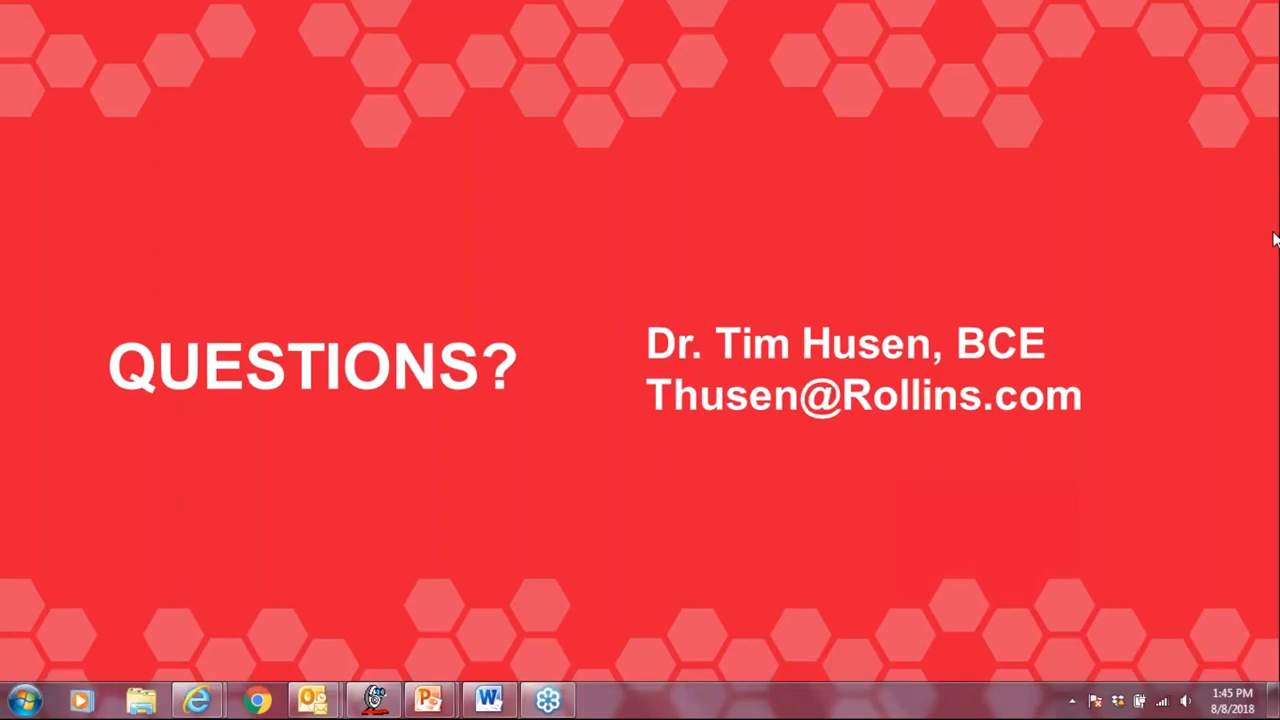 QUESTIONS?
Dr. Tim Husen, BCE
Thusen@Rollins.com
1:45 PM
8/8/2018